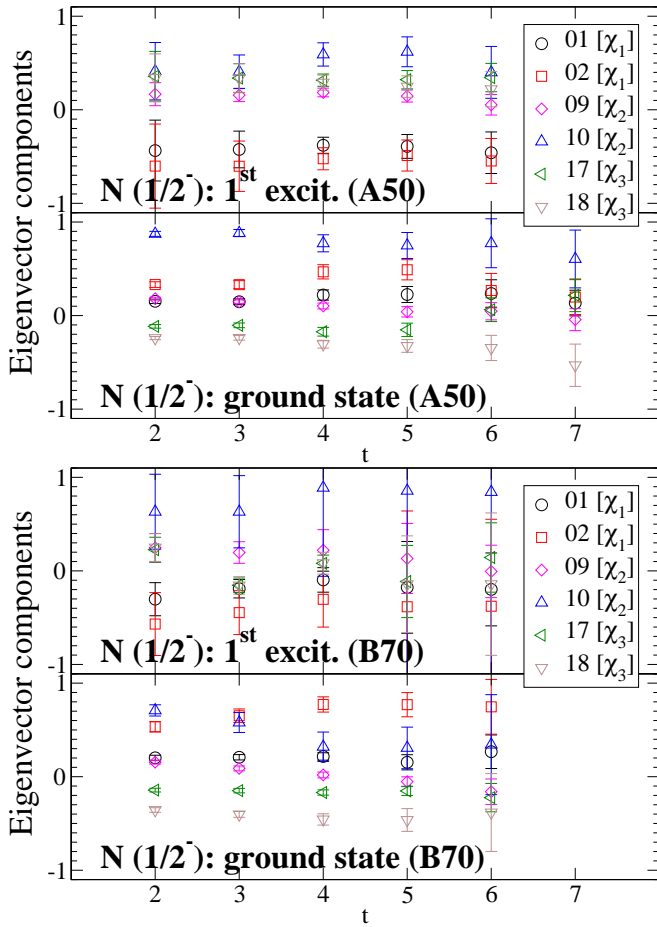 Eigenvector components
1
0
-1
01 [χ1]
02 [χ1]
09 [χ2]
10 [χ2]
17 [χ3]
18 [χ3]
N (1/2-): 1st excit. (A50)
0
-1
N (1/2-): ground state (A50)
2 3 4 5 6 7
t
Eigenvector components
1
0
-1
01 [χ1]
02 [χ1]
09 [χ2]
10 [χ2]
17 [χ3]
18 [χ3]
N (1/2-): 1st excit. (B70)
0
-1
N (1/2-): ground state (B70)
2 3 4 5 6 7
t